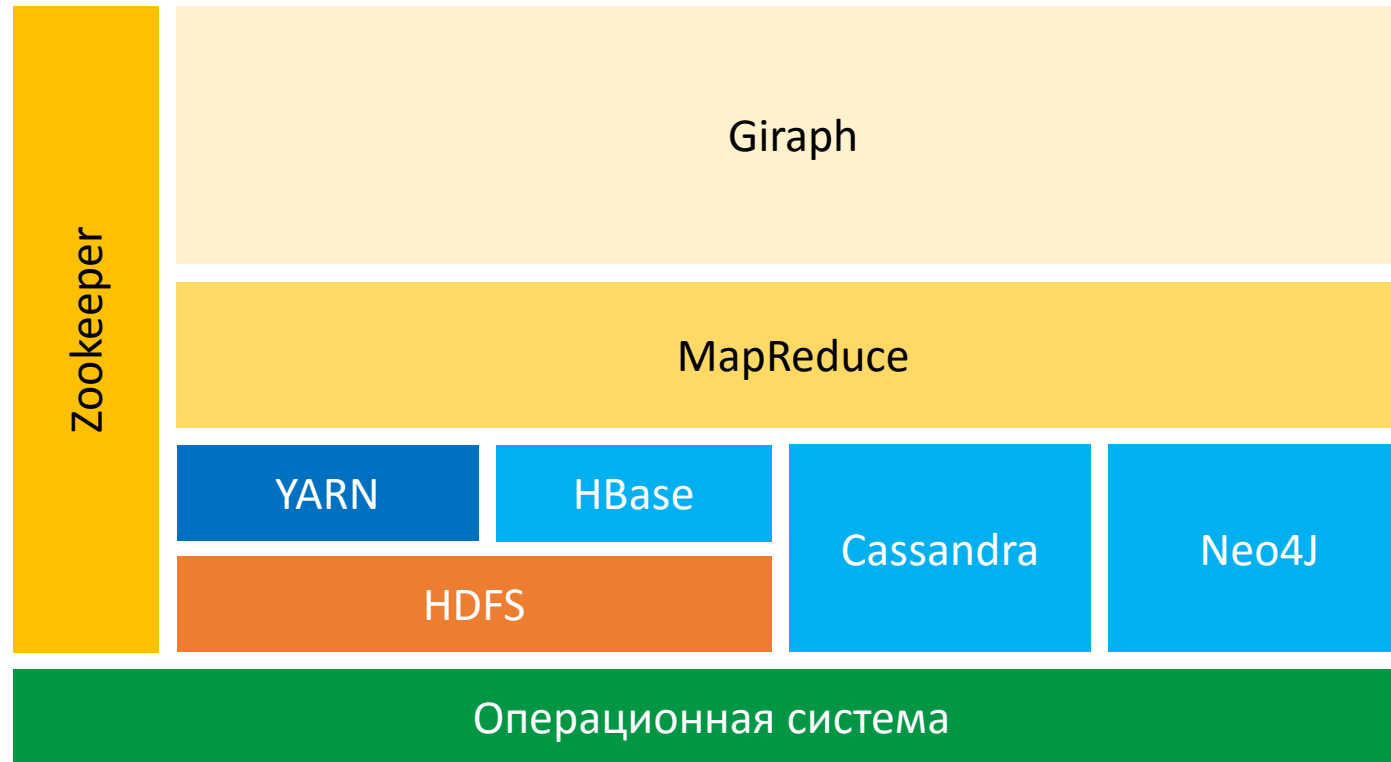 Zookeeper
Giraph
MapReduce
YARN
HBase
Cassandra
Neo4J
HDFS
Операционная система